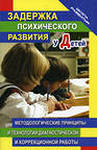 ЗАДЕРЖКА
ПСИХИЧЕСКОГО
РАЗВИТИЯ
У Детей
МЕТОДОЛОГИЧЕСКИЕ ПРИНЦИПЫ
И ТЕХНОЛОГИИ ДИАГНОСТИЧЕСКОЙ
И КОРРЕКЦИОННОЙ РАБОТЫ